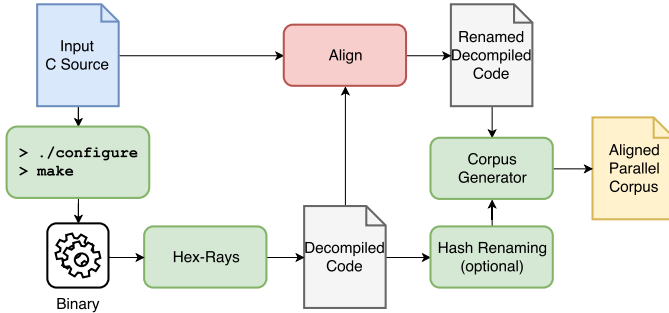 Input
C Source
Align
Renamed
Decompiled
Code
> ./configure
> make
Corpus
Generator
Aligned
Parallel
Corpus
Hex-Rays
Decompiled
Code
Hash Renaming
(optional)
Binary